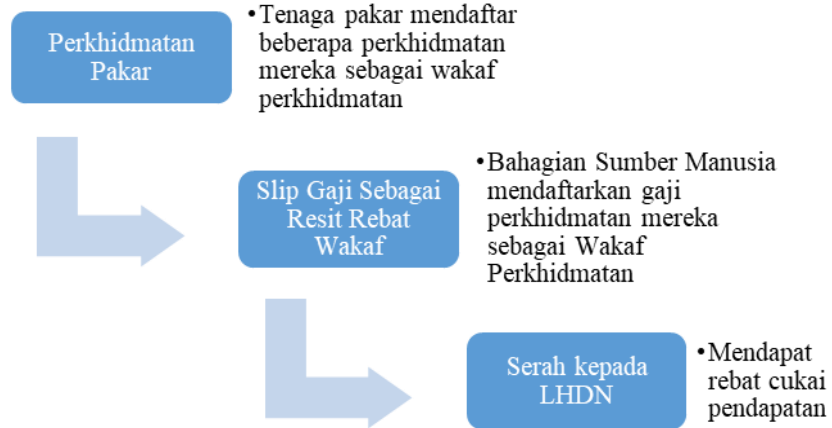 Perkhidmatan
Pakar
•Tenaga pakar mendaftar
beberapa perkhidmatan
mereka sebagai wakaf
perkhidmatan
Slip Gaji Sebagai
Resit Rebat
Wakaf
•Bahagian Sumber Manusia
mendaftarkan gaji
perkhidmatan mereka
sebagai Wakaf
Perkhidmatan
Serah kepada
LHDN
•Mendapat
rebat cukai
pendapatan